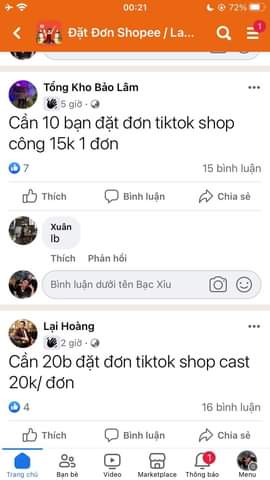 00:21
72%
Đặt Đơn Shopee / La...
Tổng Kho Bảo Lâm
5 giờ ·
Cần 10 bạn đặt đơn tiktok shop
công 15k 1 đơn
7
15 bình luận
Thích
Bình luận
Chia sẻ
Xuân
Ib
Thích
Phản hồi
Bình luận dưới tên Bạc Xỉu
Lại Hoàng
2 giờ ·
Cần 20b đặt đơn tiktok shop cast
20k/ đơn
4
16 bình luận
Thích
Bình luận
Chia sẻ
1
Trang chủ
Bạn bè
Video
Marketplace
Thông báo
Menu